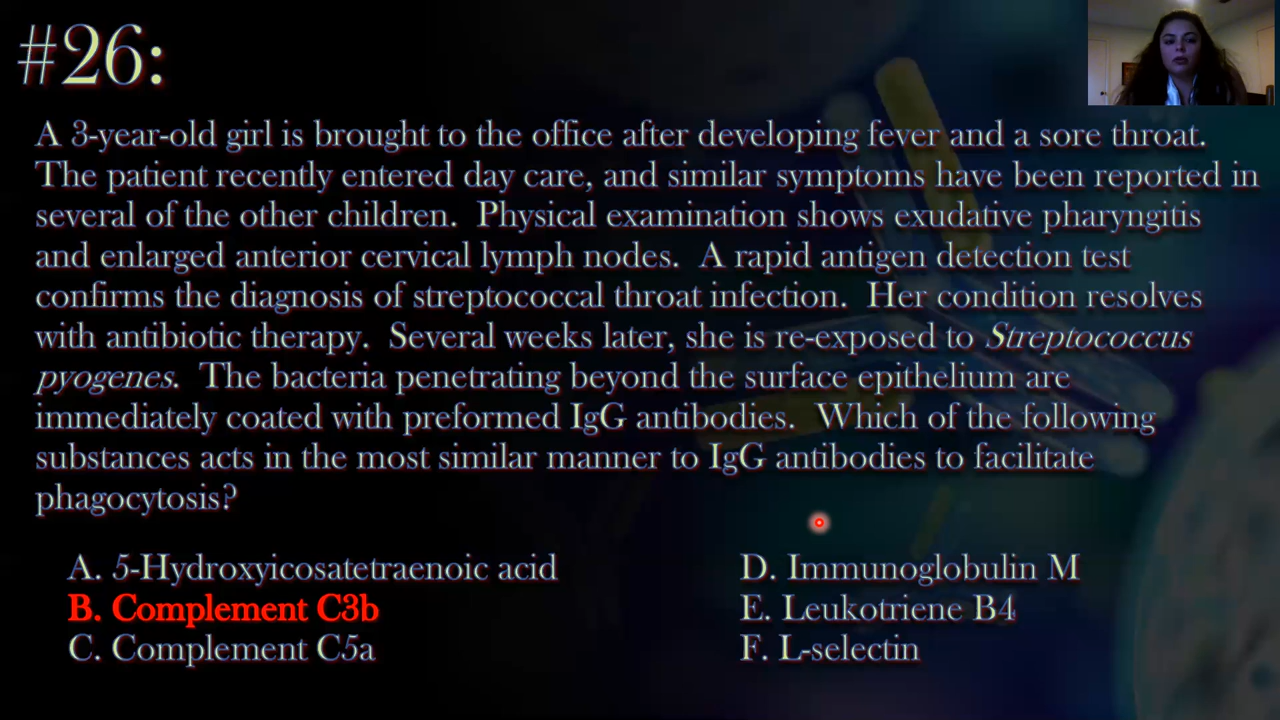 #26:
A 3-year-old girl is brought to the office after developing fever and a sore throat.
The patient recently entered day care, and similar symptoms have been reported in
several of the other children.  Physical examination shows exudative pharyngitis
and enlarged anterior cervical lymph nodes.  A rapid antigen detection test
confirms the diagnosis of streptococcal throat infection.  Her condition resolves
with antibiotic therapy.  Several weeks later, she is re-exposed to Streptococcus
pyogenes.  The bacteria penetrating beyond the surface epithelium are
immediately coated with preformed IgG antibodies.  Which of the following
substances acts in the most similar manner to IgG antibodies to facilitate
phagocytosis?
A. 5-Hydroxyicosatetraenoic acid
B. Complement C3b
C. Complement C5a
D. Immunoglobulin M
E. Leukotriene B4
F. L-selectin